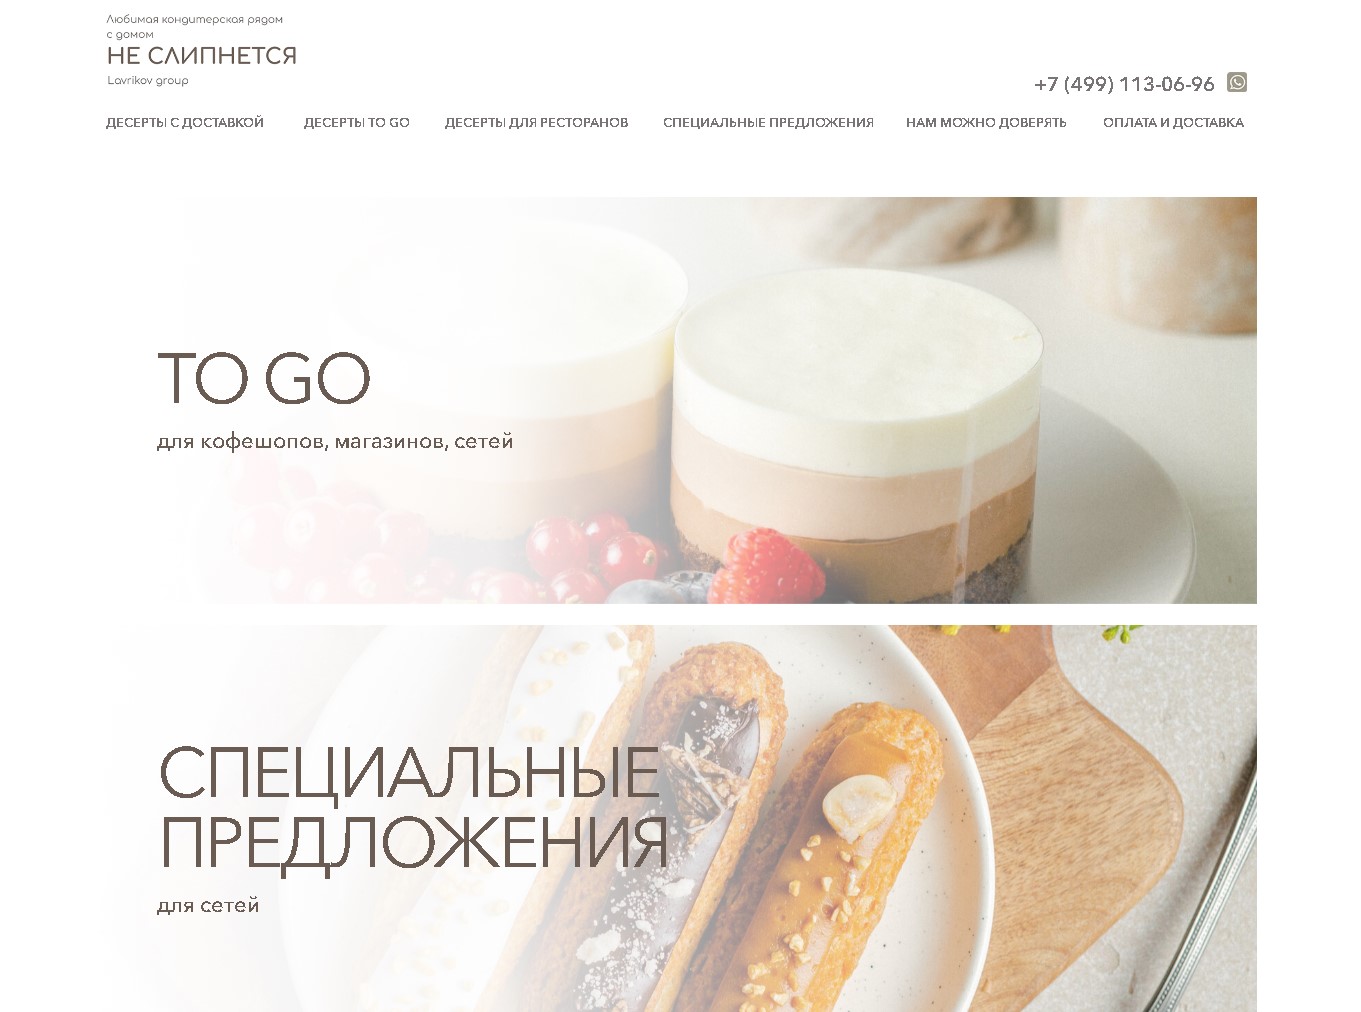 Любимая кондитерская рядом
с домом
НЕ СЛИПНЕТСЯ
Lavrikov group
+7 (499) 113-06-96
ДЕСЕРТЫ С ДОСТАВКОЙ
ДЕСЕРТЫ TO GO
ДЕСЕРТЫ ДЛЯ РЕСТОРАНОВ
СПЕЦИАЛЬНЫЕ ПРЕДЛОЖЕНИЯ
НАМ МОЖНО ДОВЕРЯТЬ
ОПЛАТА И ДОСТАВКА
TO GO
для кофешопов, магазинов, сетей
СПЕЦИАЛЬНЫЕ
ПРЕДЛОЖЕНИЯ
для сетей